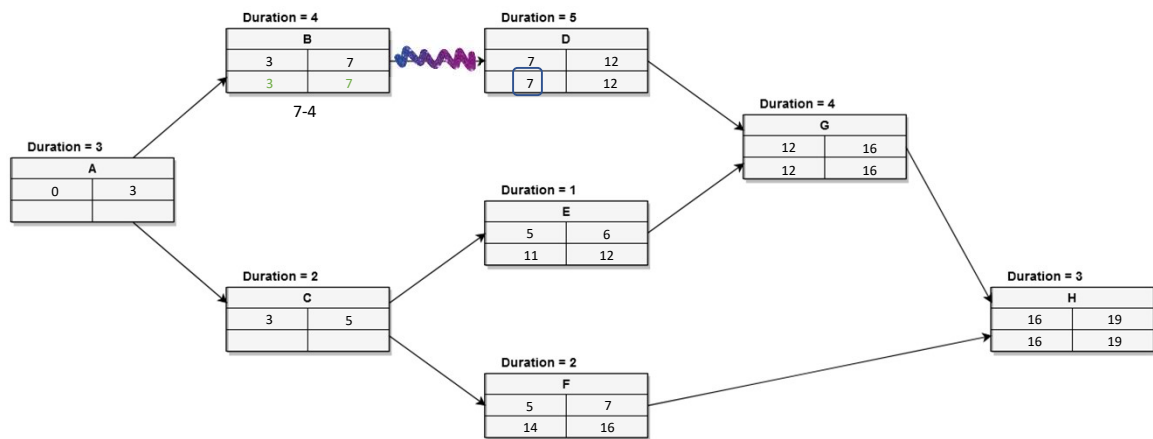 Duration = 4
B
3 7
3 7
7-4
Duration = 5
D
7 12
7 12
Duration = 4
G
12 16
12 16
Duration = 3
A
0 3
Duration = 1
E
5 6
11 12
Duration = 2
C
3 5
Duration = 3
H
16 19
16 19
Duration = 2
F
5 7
14 16